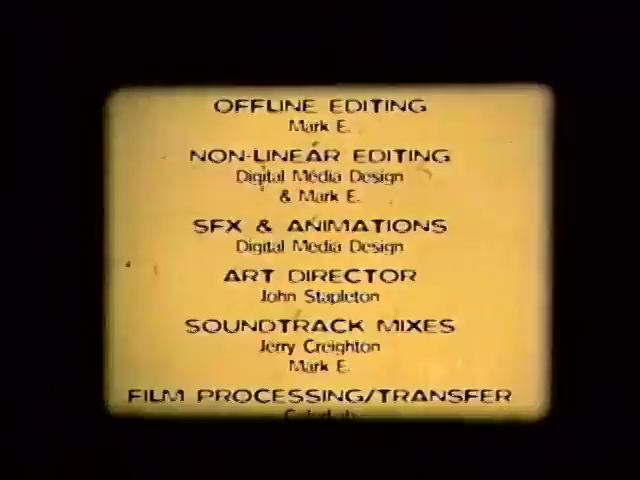 OFFLINE EDITING
Mark E.
NON-LINEAR EDITING
Digital Media Design
& Mark E.
SFX & ANIMATIONS
Digital Media Design
ART DIRECTOR
John Stapleton
SOUNDTRACK MIXES
Jerry Creighton
Mark E.
FILM PROCESSING/TRANSFER